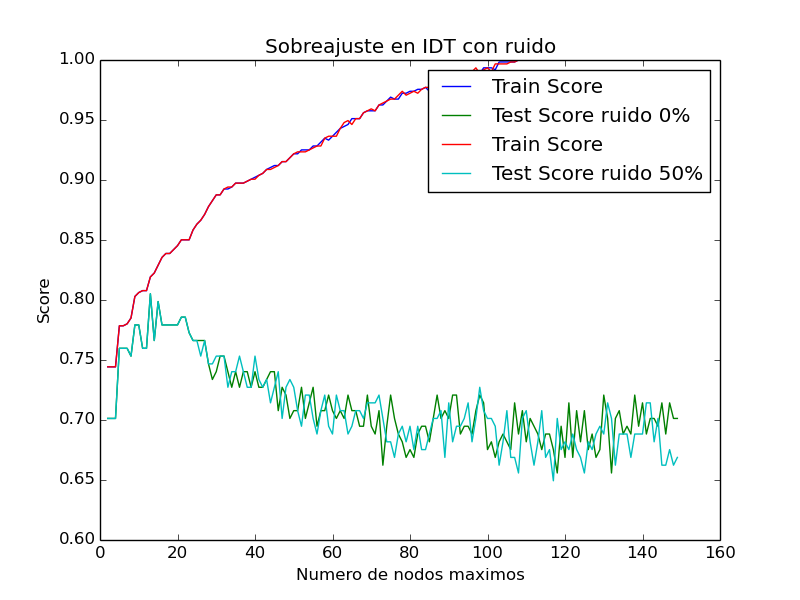 Sobreajuste en IDT con ruido
1.00
0.95
0.90
0.85
0.80
0.75
0.70
0.65
0.60
Score
Train Score
Test Score ruido 0%
Train Score
Test Score ruido 50%
0 20 40 60 80 100 120 140 160
Numero de nodos maximos